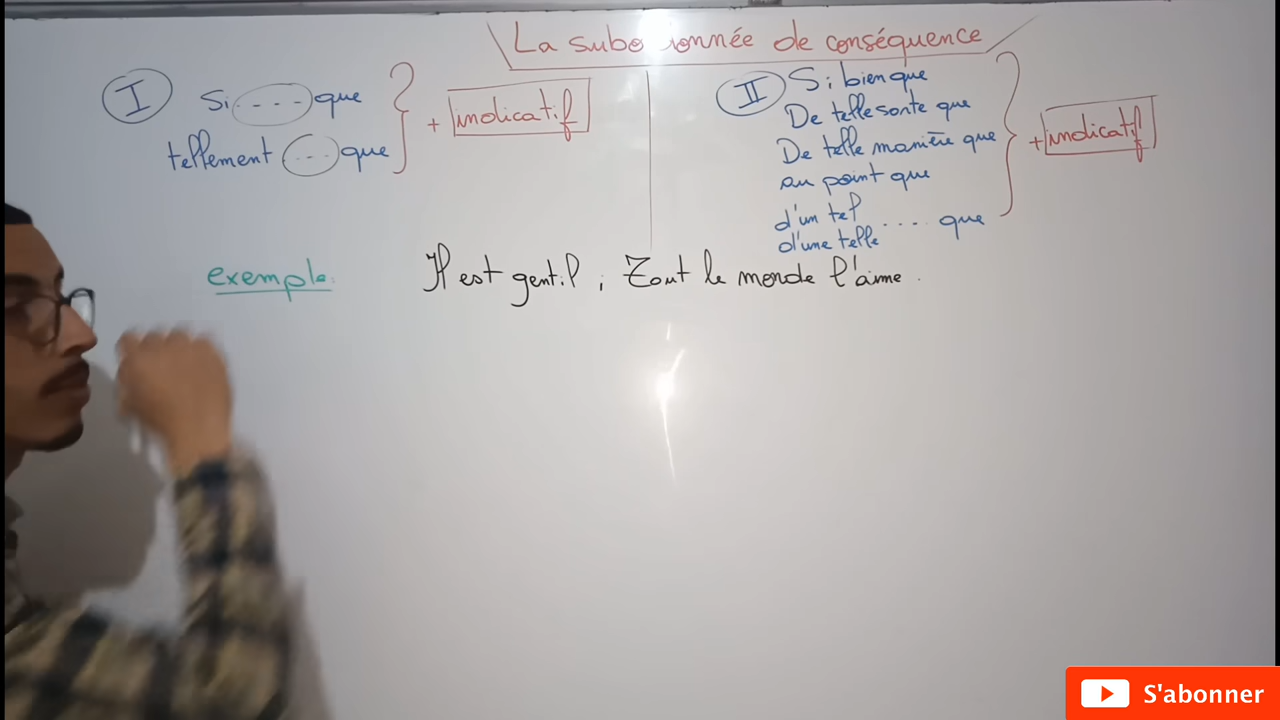 La subo ionnée de conséquence
I
Si - - - que
tellement - - - que
+ indicatif
II
Si bien que
De telle sorte que
De telle manière que
au point que
d'un tel
d'une telle .... que
+ indicatif
exemple:
Il est gentil ; Tout le monde l'aime.
S'abonner